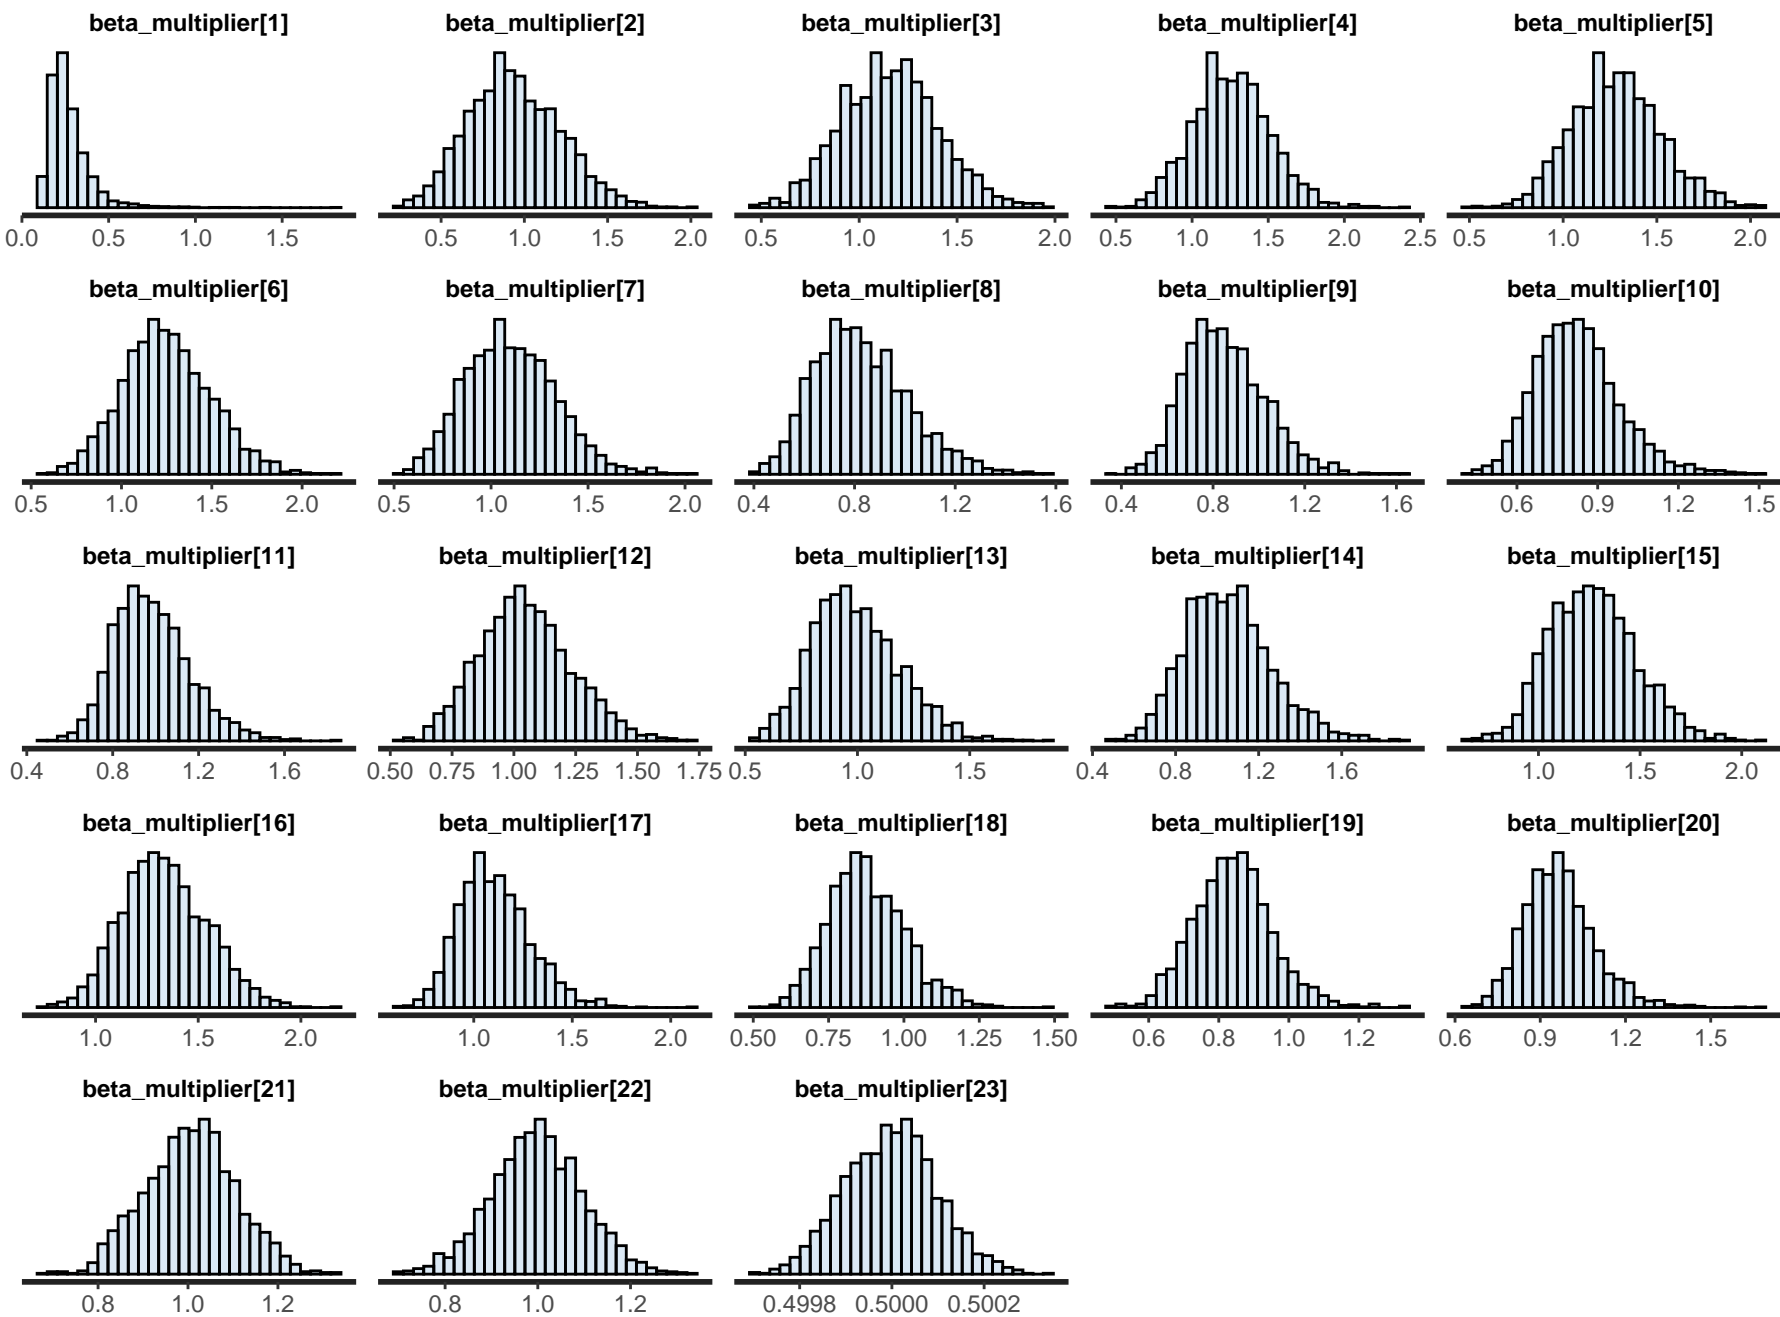 beta_multiplier[1] beta_multiplier[2] beta_multiplier[3] beta_multiplier[4] beta_multiplier[5]
0.0 0.5 1.0 1.5 0.5 1.0 1.5 2.0 0.5 1.0 1.5 2.0 0.5 1.0 1.5 2.0 2.5 0.5 1.0 1.5 2.0
beta_multiplier[6] beta_multiplier[7] beta_multiplier[8] beta_multiplier[9] beta_multiplier[10]
0.5 1.0 1.5 2.0 0.5 1.0 1.5 2.0 0.4 0.8 1.2 1.6 0.4 0.8 1.2 1.6 0.6 0.9 1.2 1.5
beta_multiplier[11] beta_multiplier[12] beta_multiplier[13] beta_multiplier[14] beta_multiplier[15]
0.4 0.8 1.2 1.6 0.50 0.75 1.00 1.25 1.50 1.75 0.5 1.0 1.5 0.4 0.8 1.2 1.6 1.0 1.5 2.0
beta_multiplier[16] beta_multiplier[17] beta_multiplier[18] beta_multiplier[19] beta_multiplier[20]
1.0 1.5 2.0 1.0 1.5 2.0 0.50 0.75 1.00 1.25 1.50 0.6 0.8 1.0 1.2 0.6 0.9 1.2 1.5
beta_multiplier[21] beta_multiplier[22] beta_multiplier[23]
0.8 1.0 1.2 0.8 1.0 1.2 0.4998 0.5000 0.5002